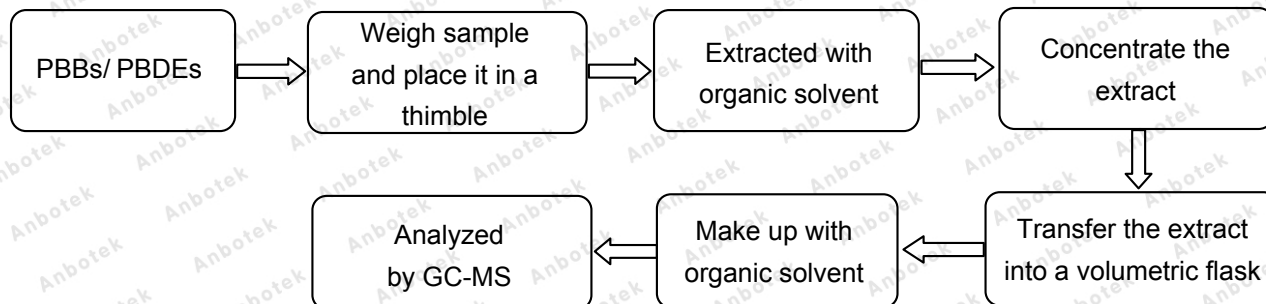 PBBs/ PBDEs
Weigh sample
and place it in a
thimble
Extracted with
organic solvent
Concentrate the
extract
Transfer the extract
into a volumetric flask
Make up with
organic solvent
Analyzed
by GC-MS
Anbotek